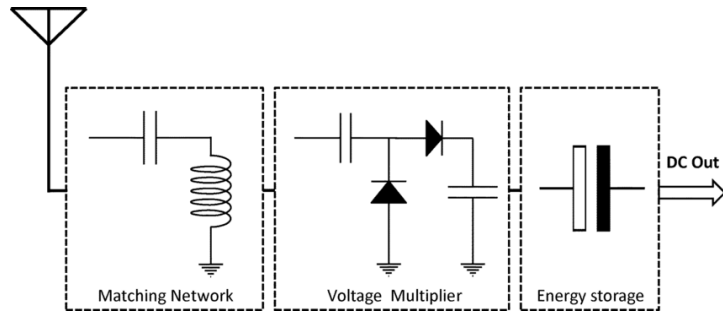 DC Out
Matching Network
Voltage Multiplier
Energy storage